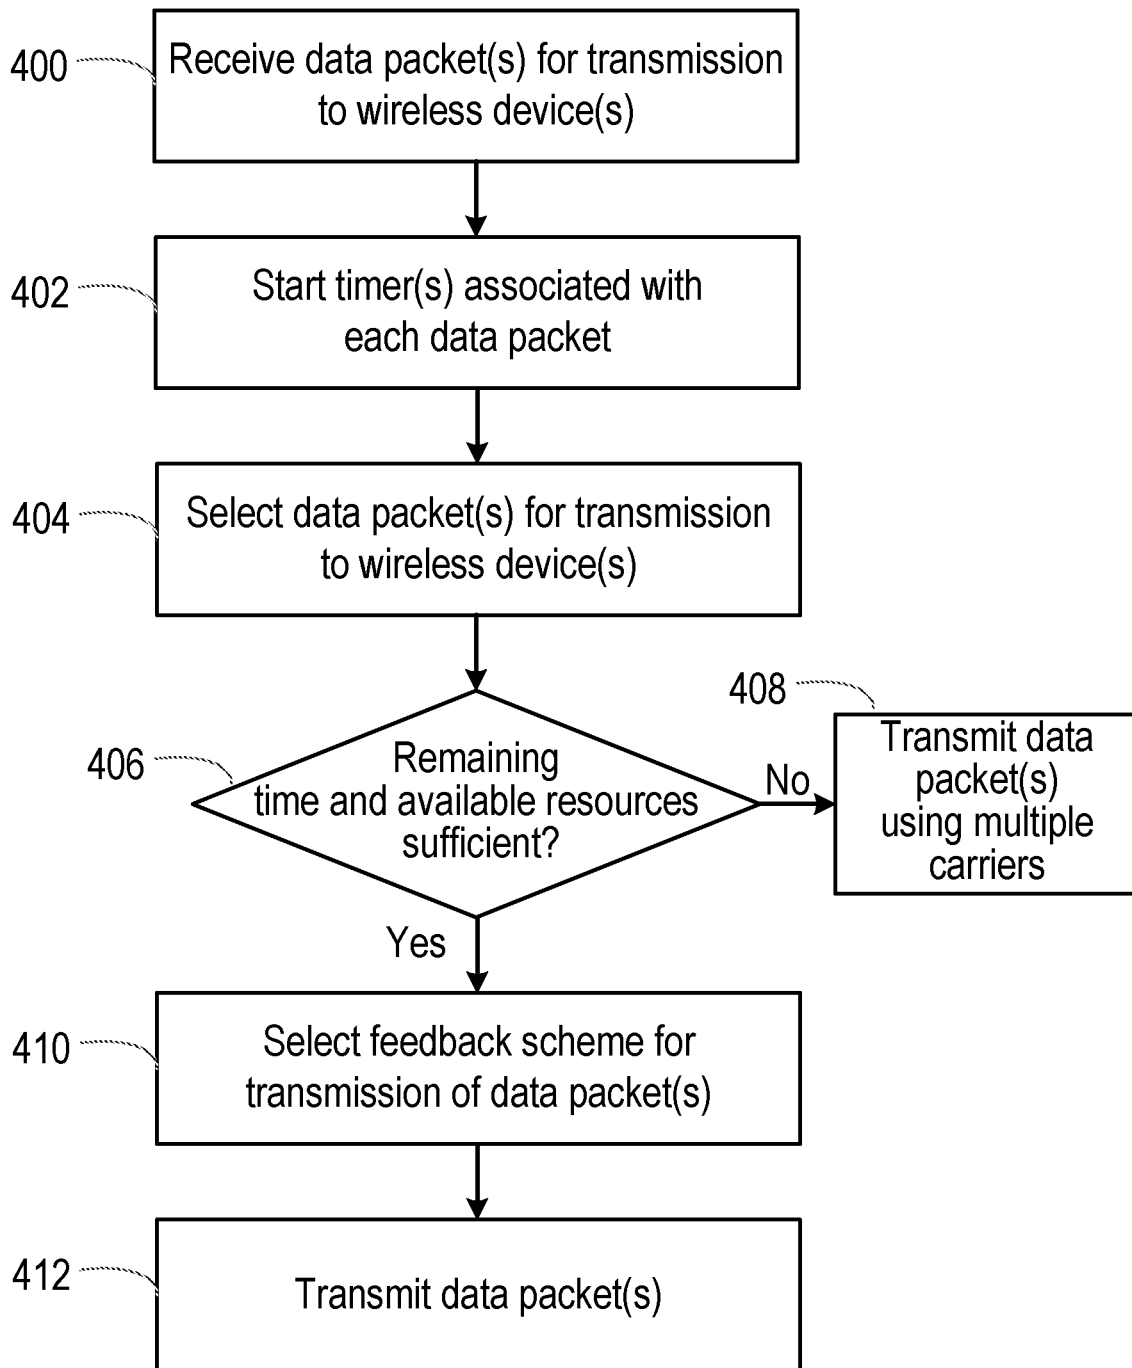 400
Receive data packet(s) for transmission
to wireless device(s)
402
Start timer(s) associated with
each data packet
404
Select data packet(s) for transmission
to wireless device(s)
406
Remaining
time and available resources
sufficient?
No
408
Transmit data
packet(s)
using multiple
carriers
Yes
410
Select feedback scheme for
transmission of data packet(s)
412
Transmit data packet(s)